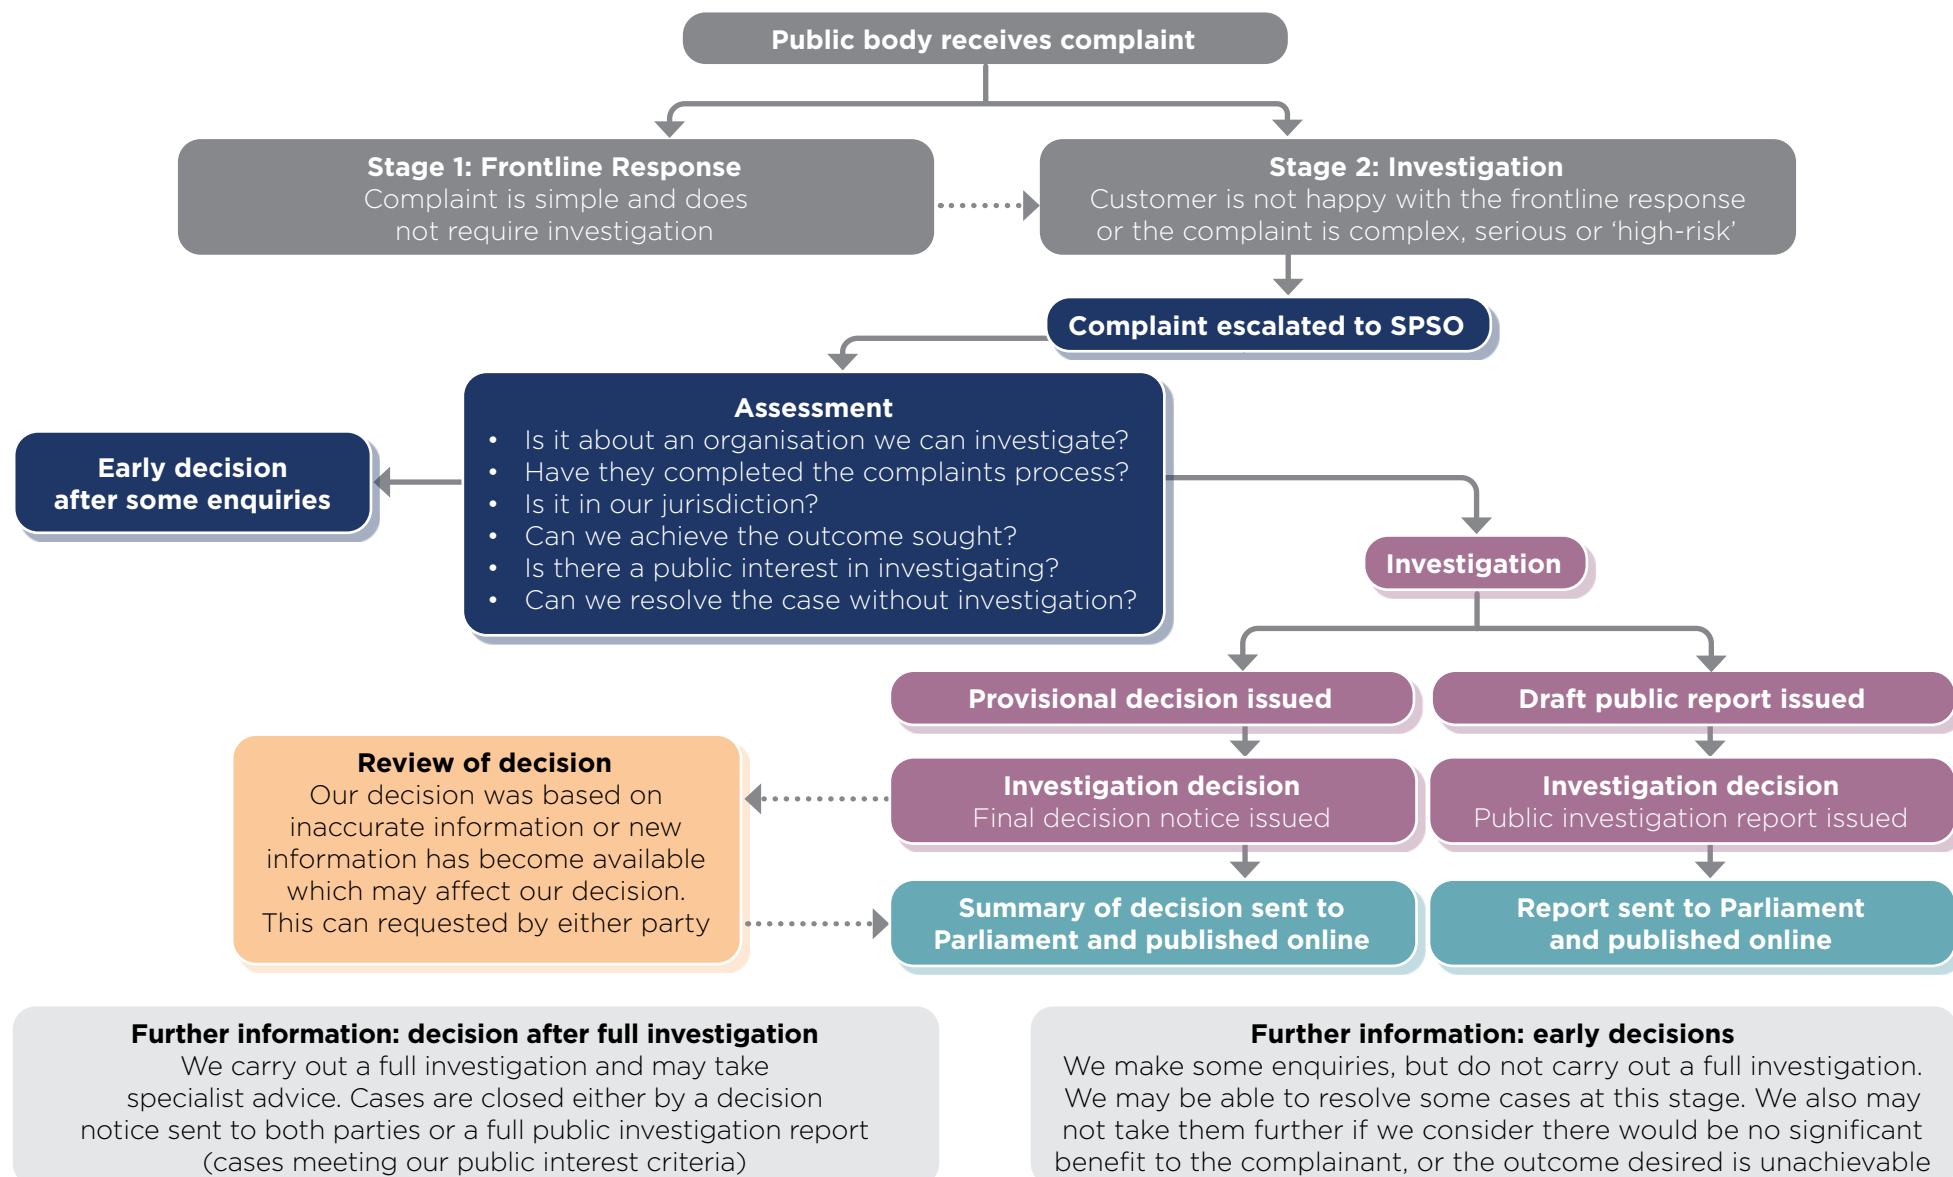 Public body receives complaint
Stage 1: Frontline Response
Complaint is simple and does
not require investigation
Stage 2: Investigation
Customer is not happy with the frontline response
or the complaint is complex, serious or ‘high-risk’
Complaint escalated to SPSO
Assessment
• Is it about an organisation we can investigate?
• Have they completed the complaints process?
• Is it in our jurisdiction?
• Can we achieve the outcome sought?
• Is there a public interest in investigating?
• Can we resolve the case without investigation?
Early decision
after some enquiries
Investigation
Provisional decision issued
Draft public report issued
Review of decision
Our decision was based on
inaccurate information or new
information has become available
which may affect our decision.
This can requested by either party
Investigation decision
Final decision notice issued
Investigation decision
Public investigation report issued
Summary of decision sent to
Parliament and published online
Report sent to Parliament
and published online
Further information: decision after full investigation
We carry out a full investigation and may take
specialist advice. Cases are closed either by a decision
notice sent to both parties or a full public investigation report
(cases meeting our public interest criteria)
Further information: early decisions
We make some enquiries, but do not carry out a full investigation.
We may be able to resolve some cases at this stage. We also may
not take them further if we consider there would be no significant
benefit to the complainant, or the outcome desired is unachievable